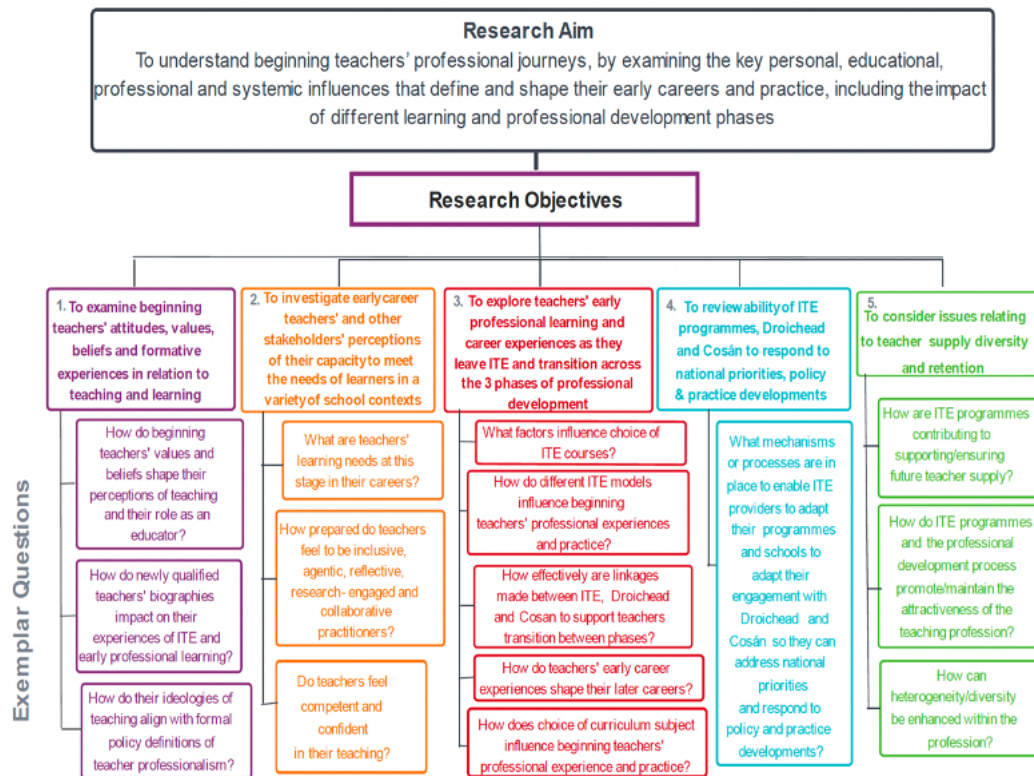 Research Aim
To understand beginning teachers' professional journeys, by examining the key personal, educational,
professional and systemic influences that define and shape their early careers and practice, including the impact
of different learning and professional development phases
Research Objectives
1. To examine beginning
teachers' attitudes, values,
beliefs and formative
experiences in relation to
teaching and learning
How do beginning
teachers' values and
beliefs shape their
perceptions of teaching
and their role as an
educator?
How do newly qualified
teachers' biographies
impact on their
experiences of ITE and
early professional learning?
How do their ideologies of
teaching align with formal
policy definitions of
teacher professionalism?
2. To investigate early career
teachers' and other
stakeholders' perceptions
of their capacity to meet
the needs of learners in a
variety of school contexts
What are teachers'
learning needs at this
stage in their careers?
How prepared do teachers
feel to be inclusive,
agentic, reflective,
research- engaged and
collaborative
practitioners?
Do teachers feel
competent and
confident
in their teaching?
3. To explore teachers' early
professional learning and
career experiences as they
leave ITE and transition across
the 3 phases of professional
development
What factors influence choice of
ITE courses?
How do different ITE models
influence beginning
teachers' professional experiences
and practice?
How effectively are linkages
made between ITE, Droichead
and Cosan to support teachers
transition between phases?
How do teachers' early career
experiences shape their later careers?
How does choice of curriculum subject
influence beginning teachers'
professional experience and practice?
4. To review ability of ITE
programmes, Droichead
and Cosán to respond to
national priorities, policy
& practice developments
What mechanisms
or processes are in
place to enable ITE
providers to adapt
their programmes
and schools to
adapt their
engagement with
Droichead and
Cosán so they can
address national
priorities
and respond to
policy and practice
developments?
5.
To consider issues relating
to teacher supply diversity
and retention
How are ITE programmes
contributing to
supporting/ensuring
future teacher supply?
How do ITE programmes
and the professional
development process
promote/maintain the
attractiveness of the
teaching profession?
How can
heterogeneity/diversity
be enhanced within the
profession?
Exemplar Questions